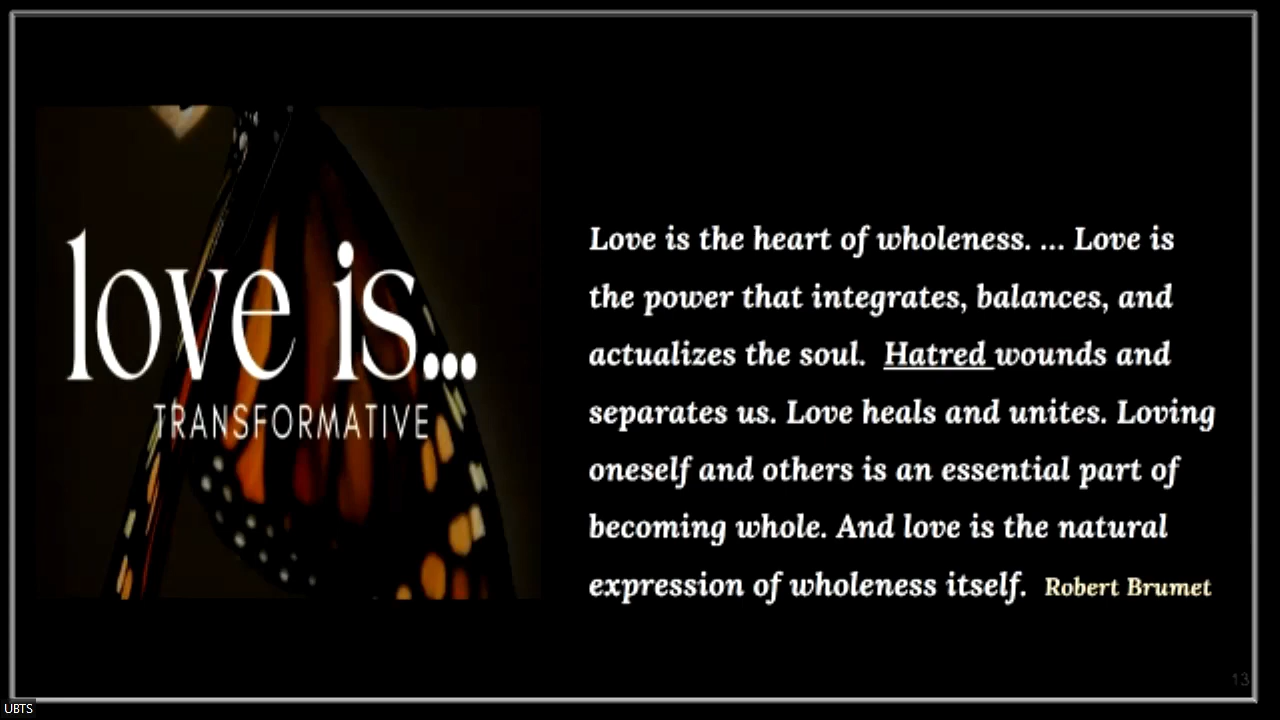 love is...
TRANSFORMATIVE
Love is the heart of wholeness. ... Love is
the power that integrates, balances, and
actualizes the soul. Hatred wounds and
separates us. Love heals and unites. Loving
oneself and others is an essential part of
becoming whole. And love is the natural
expression of wholeness itself. Robert Brumet
13
UBTS